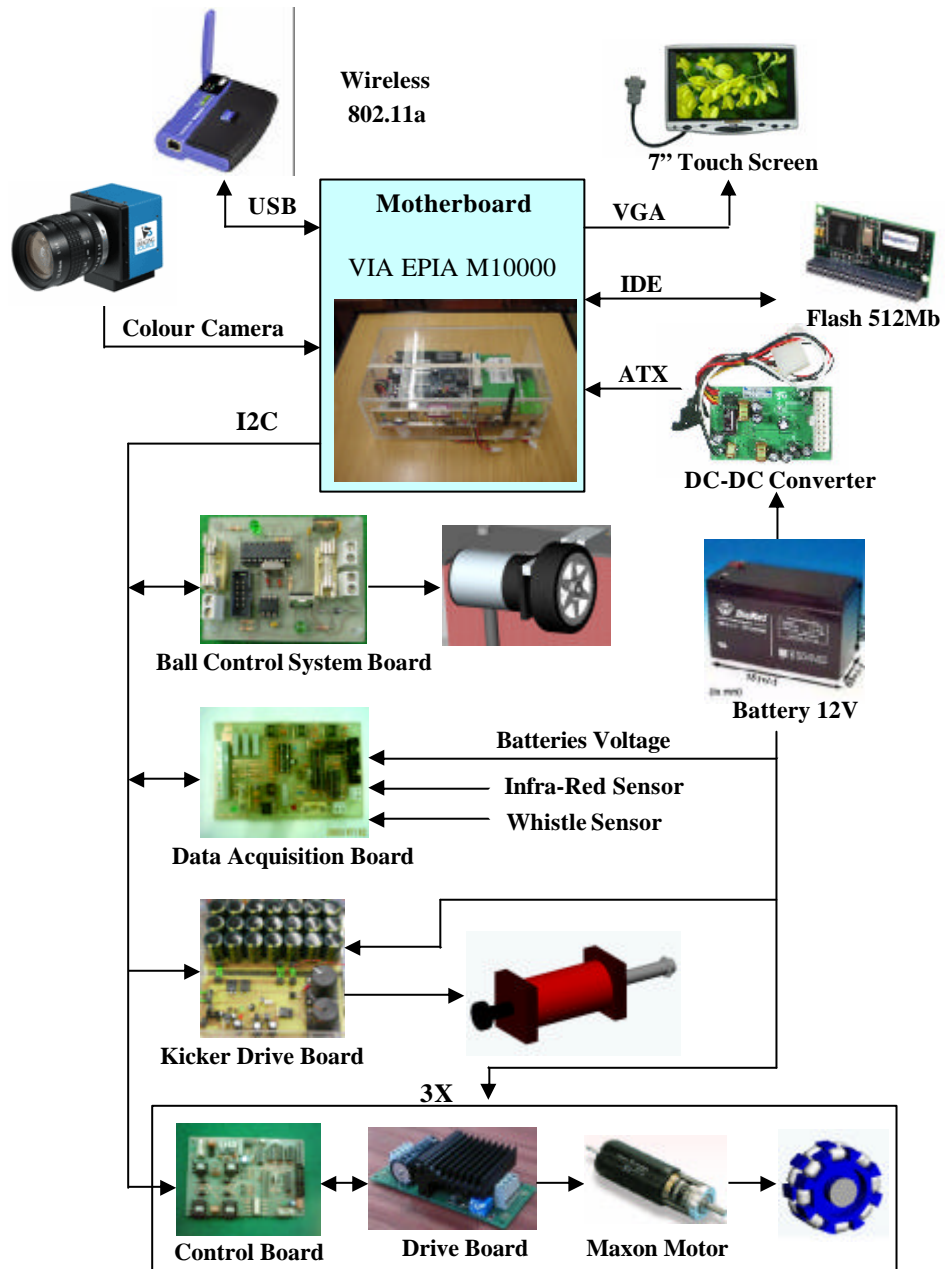 Wireless
802.11a
7” Touch Screen
USB
Motherboard
VGA
VIA EPIA M10000
IDE
Flash 512Mb
Colour Camera
ATX
I2C
DC-DC Converter
Ball Control System Board
Battery 12V
Batteries Voltage
Infra-Red Sensor
Whistle Sensor
Data Acquisition Board
Kicker Drive Board
3X
Control Board
Drive Board
Maxon Motor